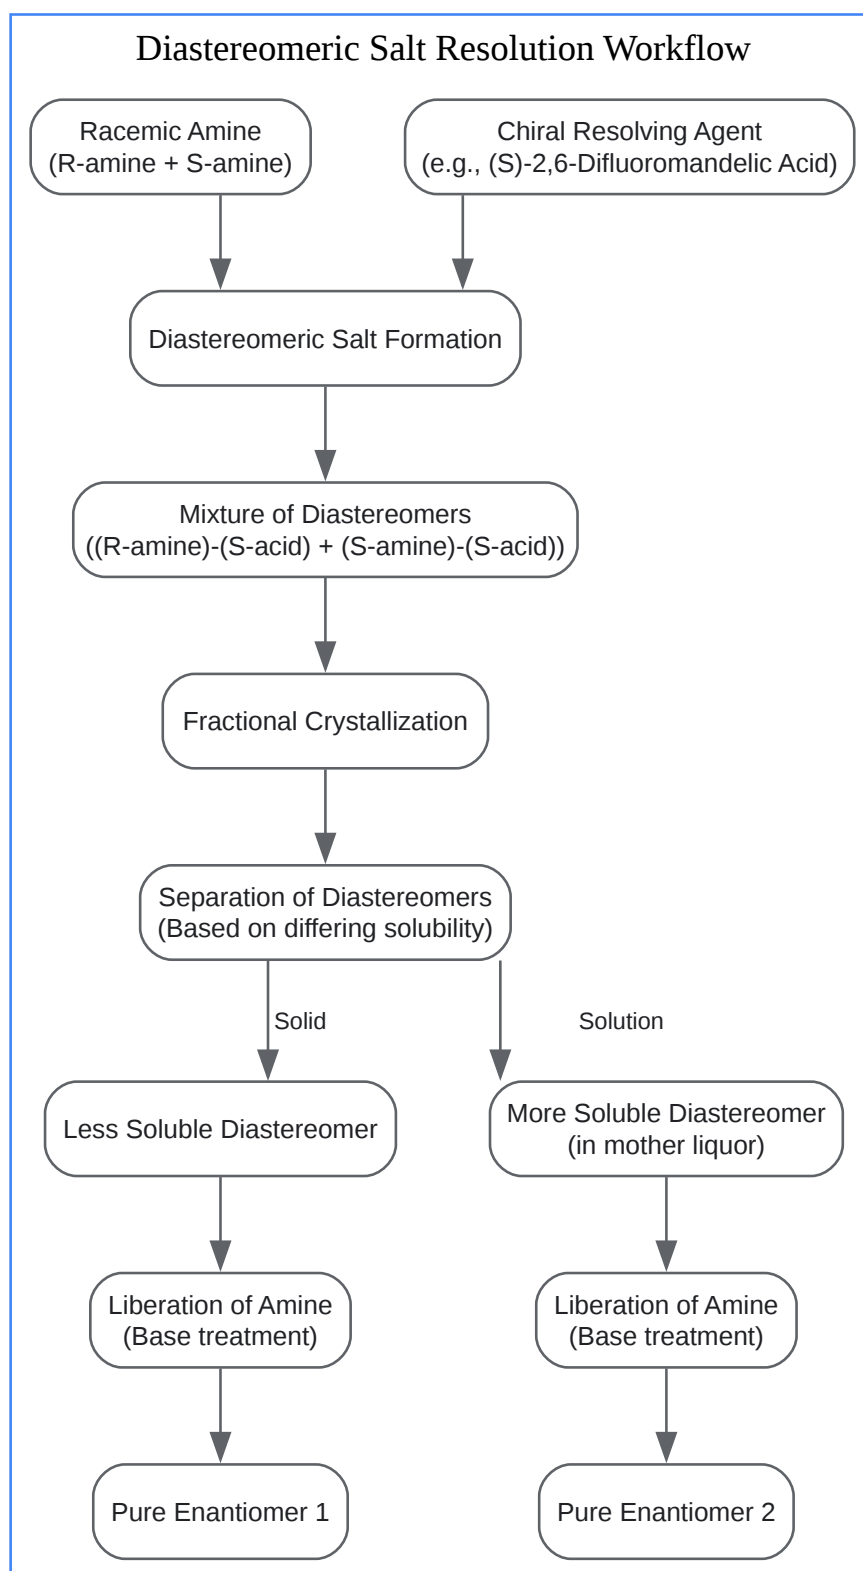 Diastereomeric Salt Resolution Workflow
Racemic Amine
(R-amine + S-amine)
Chiral Resolving Agent
(e.g., (S)-2,6-Difluoromandelic Acid)
Diastereomeric Salt Formation
Mixture of Diastereomers
((R-amine)-(S-acid) + (S-amine)-(S-acid))
Fractional Crystallization
Separation of Diastereomers
(Based on differing solubility)
Solid
Solution
Less Soluble Diastereomer
More Soluble Diastereomer
(in mother liquor)
Liberation of Amine
(Base treatment)
Liberation of Amine
(Base treatment)
Pure Enantiomer 1
Pure Enantiomer 2